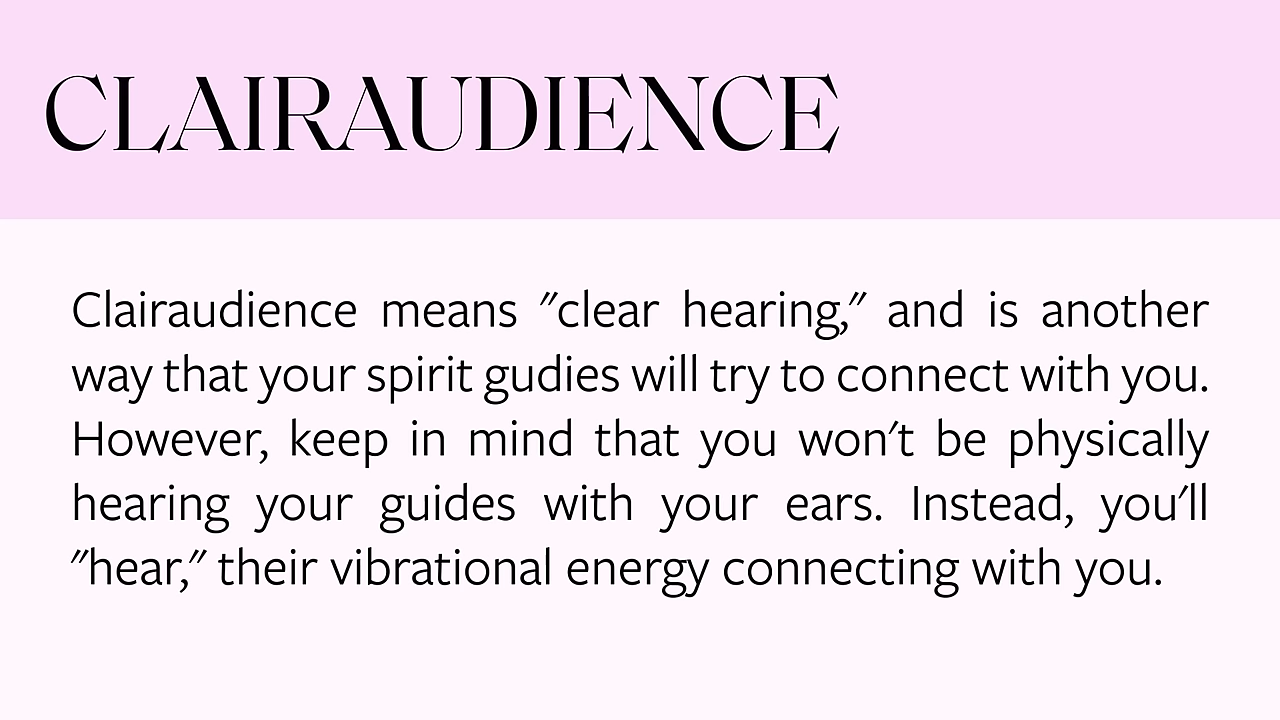 CLAIRAUDIENCE
Clairaudience means "clear hearing," and is another
way that your spirit gudies will try to connect with you.
However, keep in mind that you won't be physically
hearing your guides with your ears. Instead, you'll
"hear," their vibrational energy connecting with you.